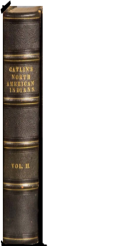 CATLIN'S
NORTH
AMERICAN
INDIANS
VOL. II.